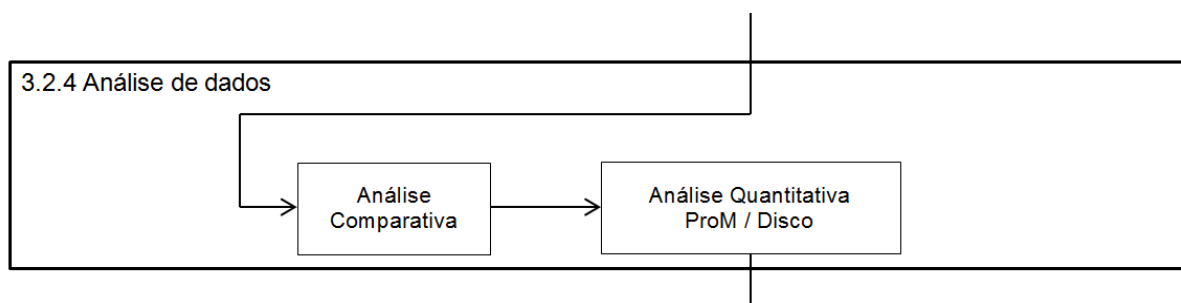 3.2.4 Análise de dados
Análise
Comparativa
Análise Quantitativa
ProM / Disco